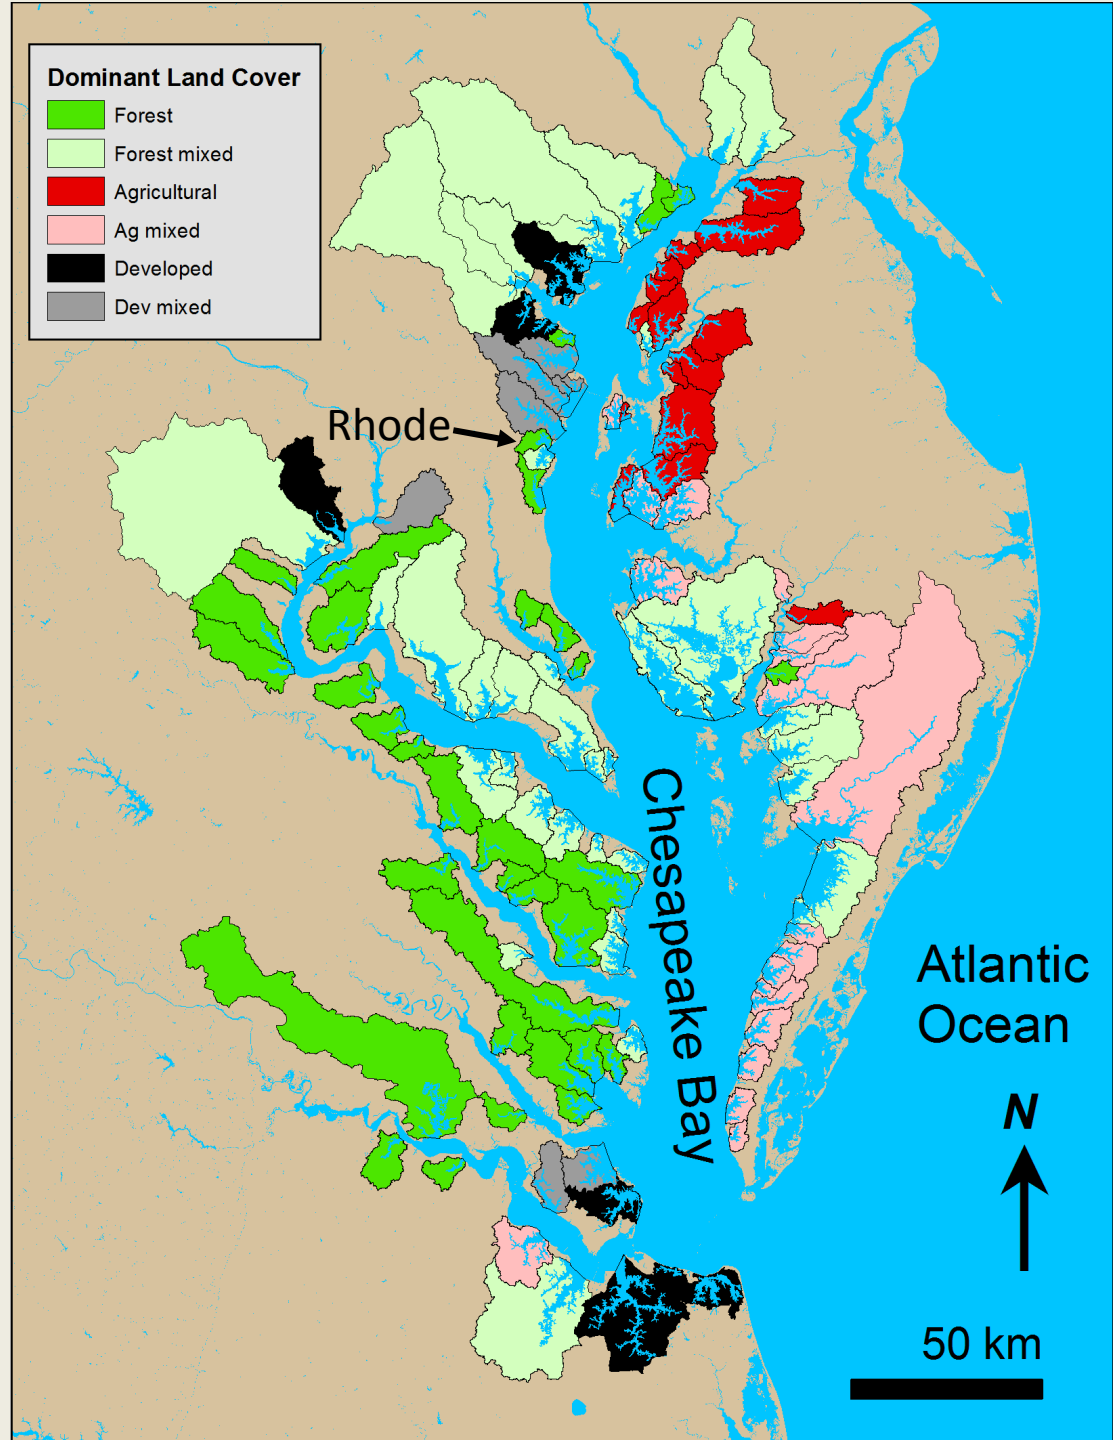 Dominant Land Cover
Forest
Forest mixed
Agricultural
Ag mixed
Developed
Dev mixed
Rhode
Chesapeake Bay
Atlantic
Ocean
N
50 km